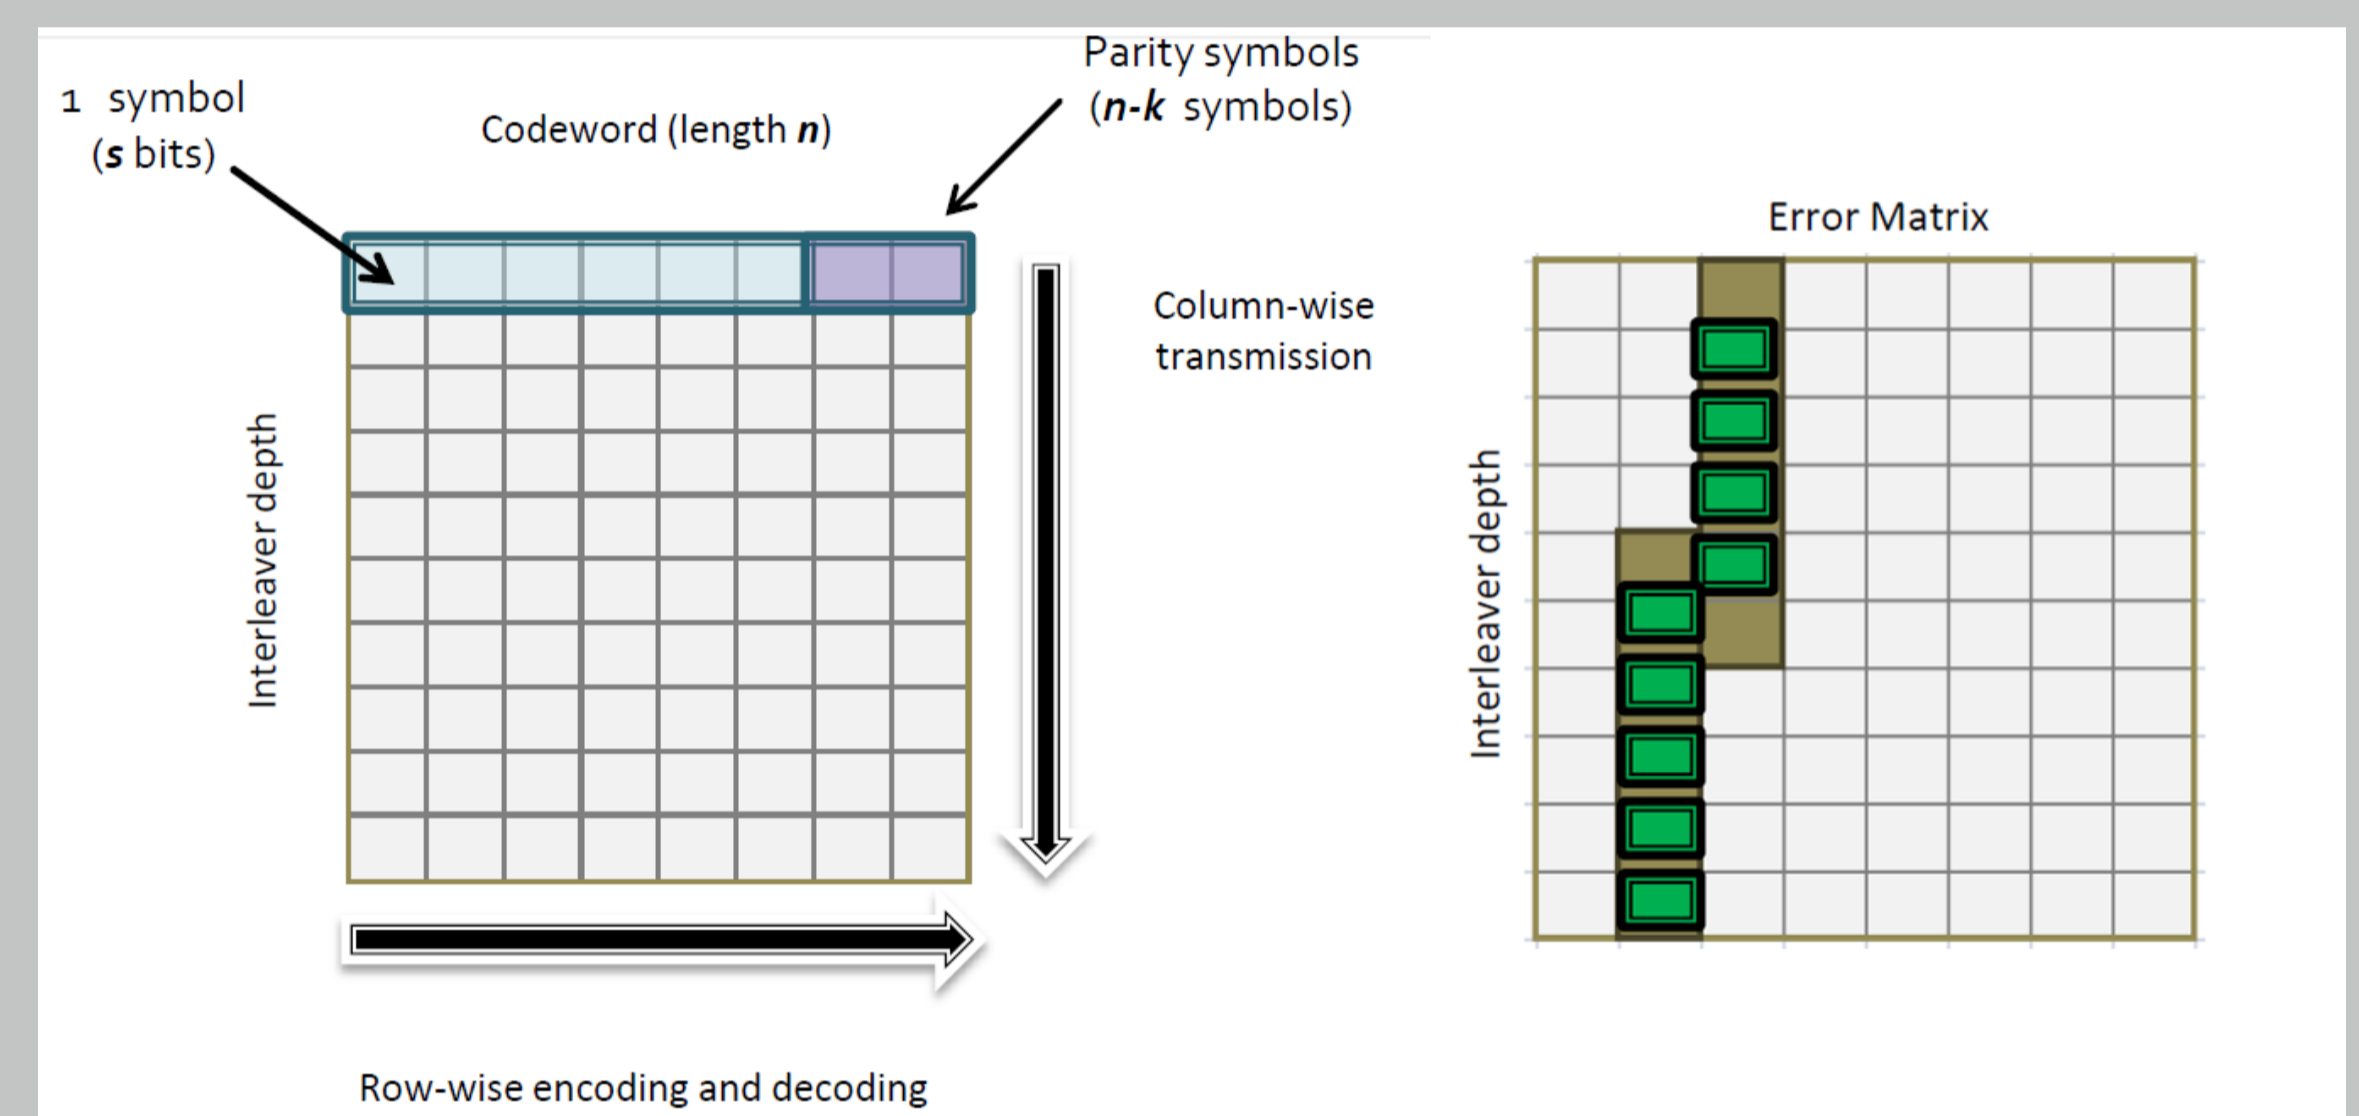 1 symbol
(s bits)
Codeword (length n)
Parity symbols
(n-k symbols)
Interleaver depth
Column-wise
transmission
Row-wise encoding and decoding
Error Matrix
Interleaver depth